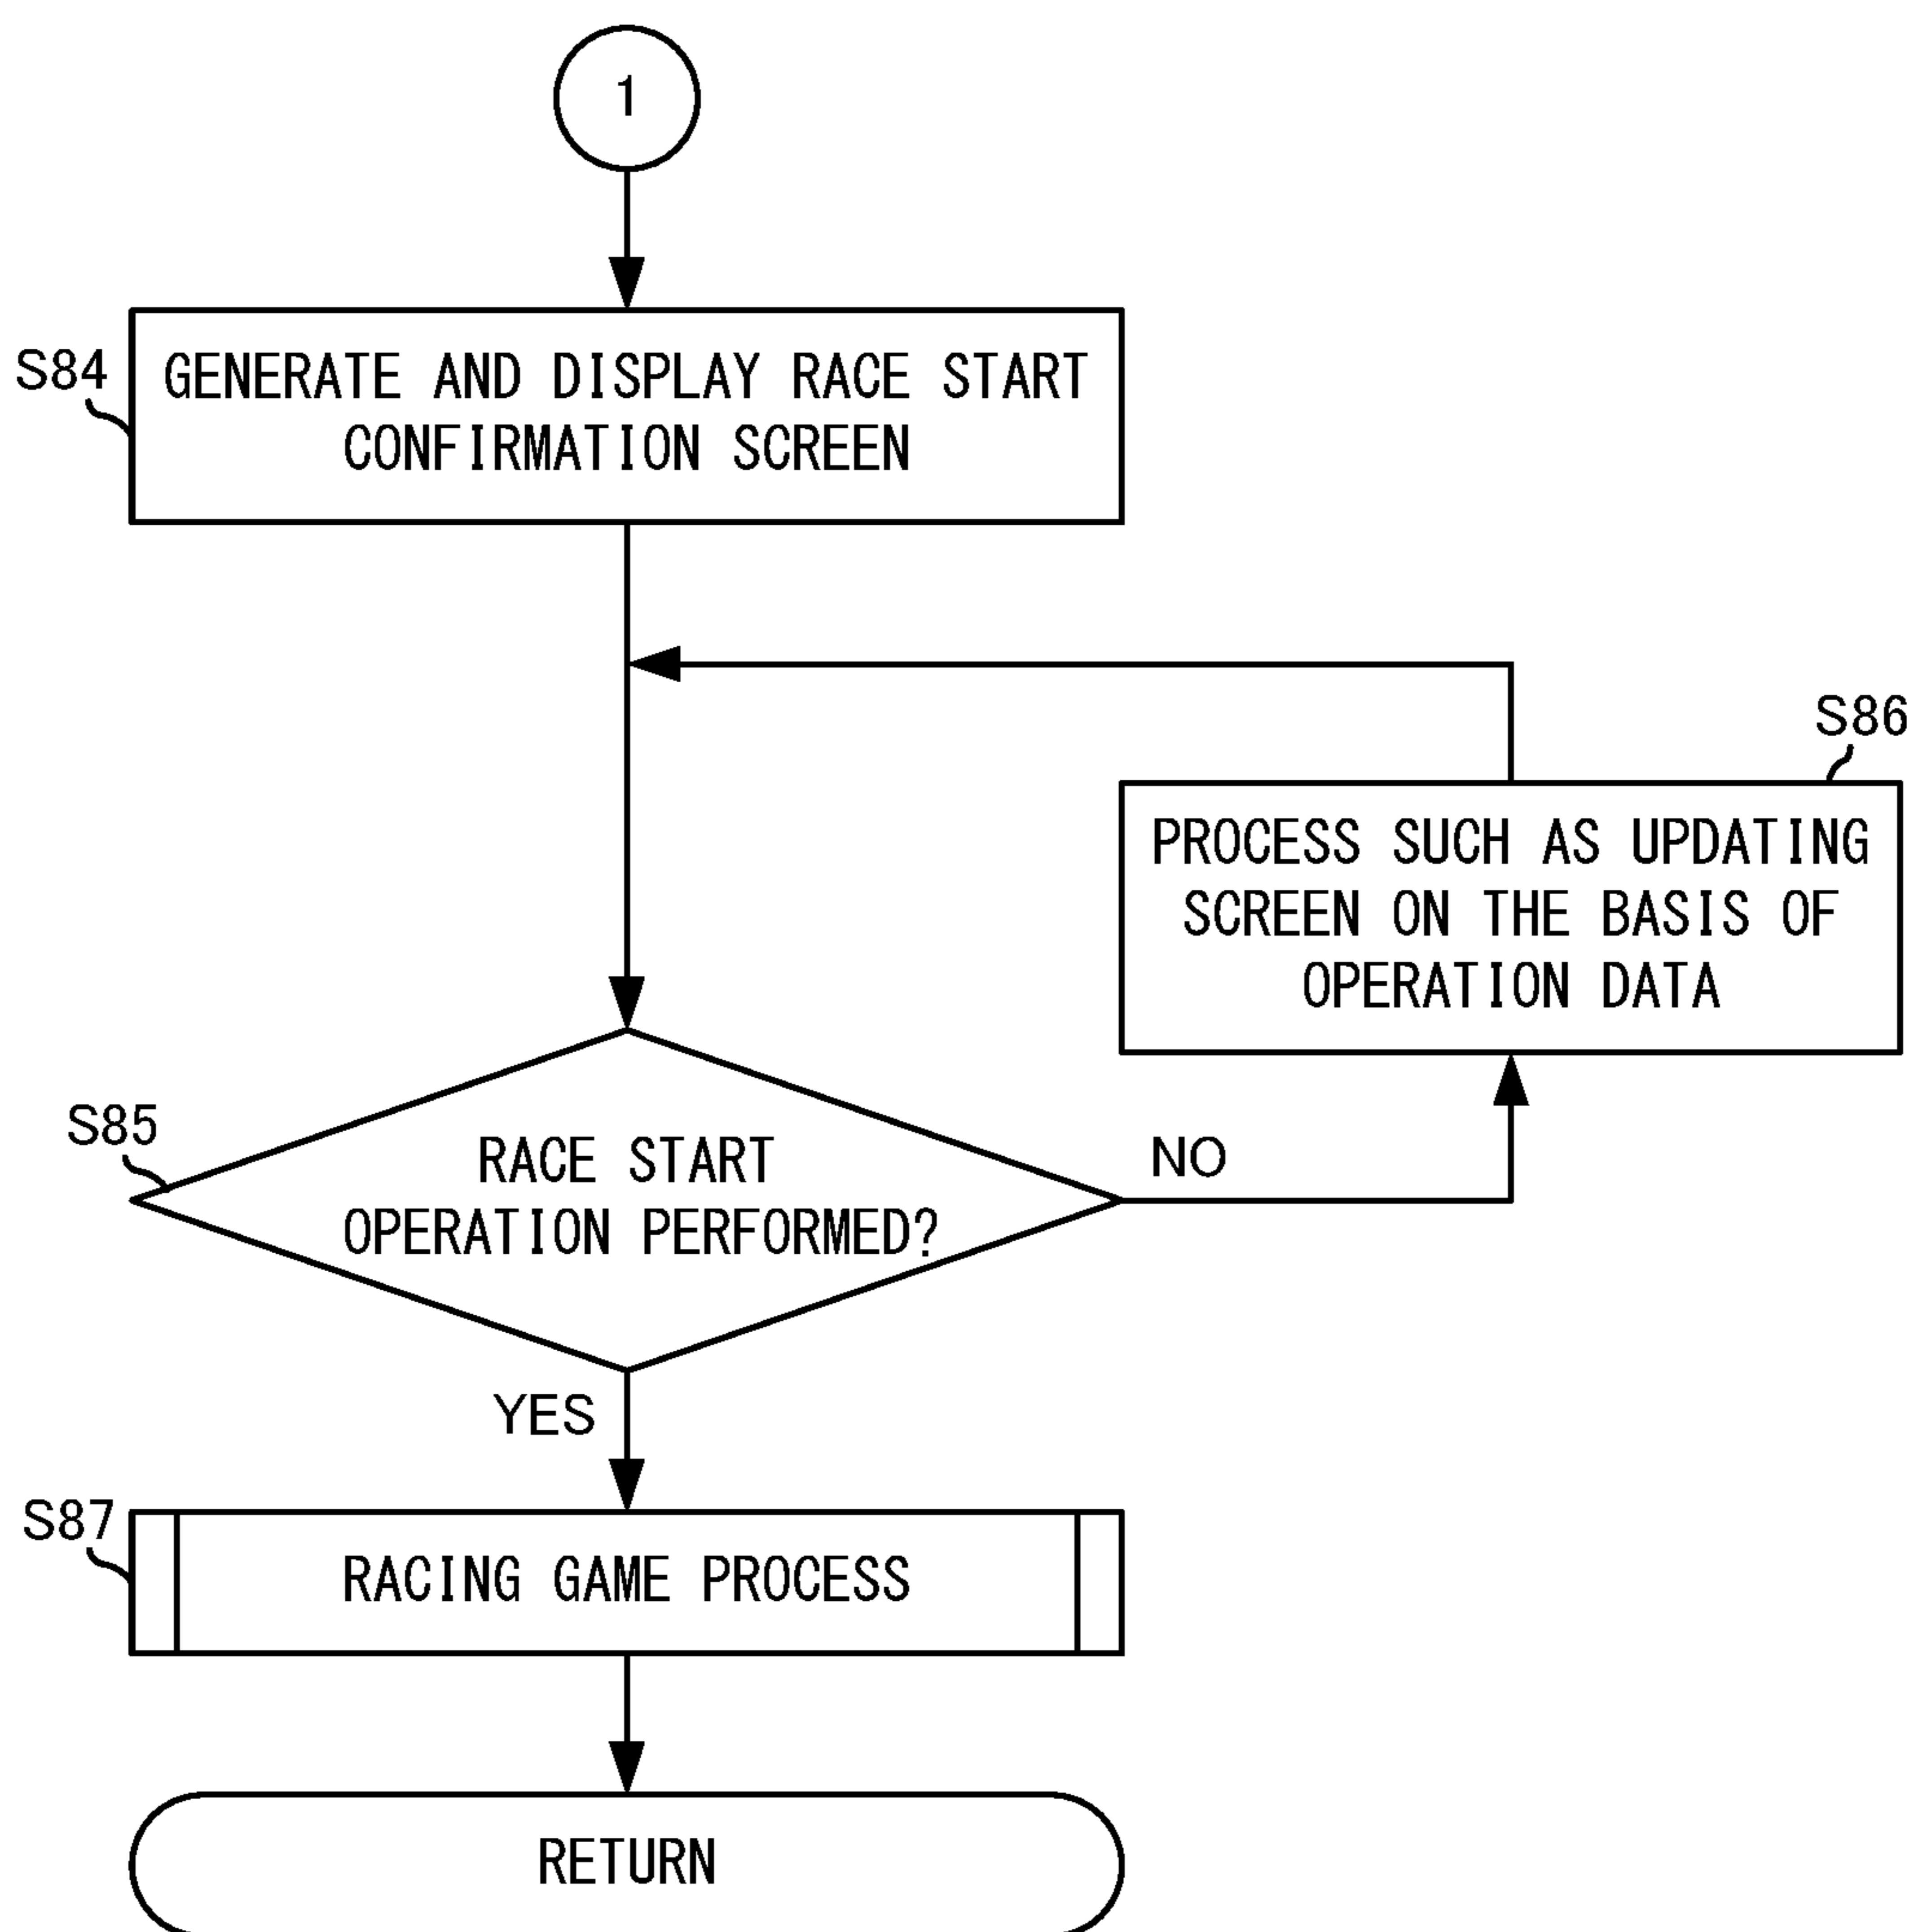 1
S84
GENERATE AND DISPLAY RACE START
CONFIRMATION SCREEN
S86
PROCESS SUCH AS UPDATING
SCREEN ON THE BASIS OF
OPERATION DATA
S85
RACE START
OPERATION PERFORMED?
NO
YES
S87
RACING GAME PROCESS
RETURN